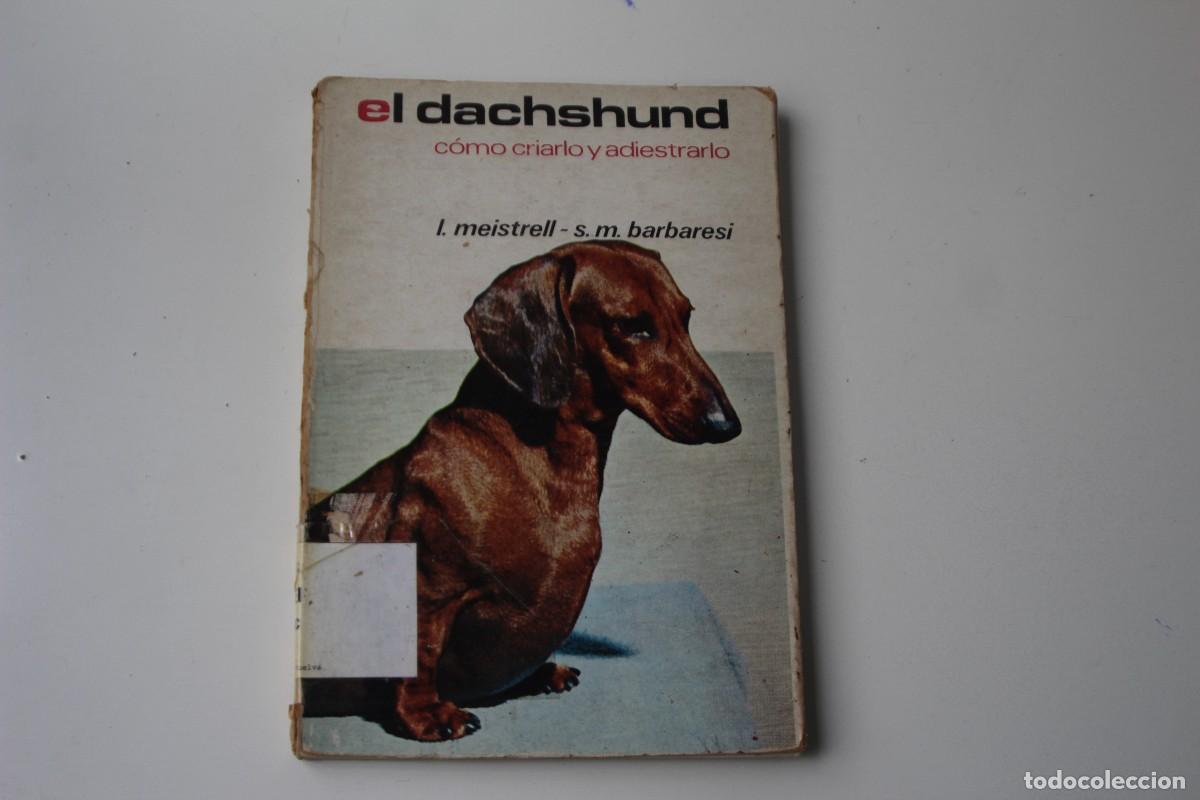 el dachshund
cómo criarlo y adiestrarlo
l. meistrell - s. m. barbaresi
todocoleccion